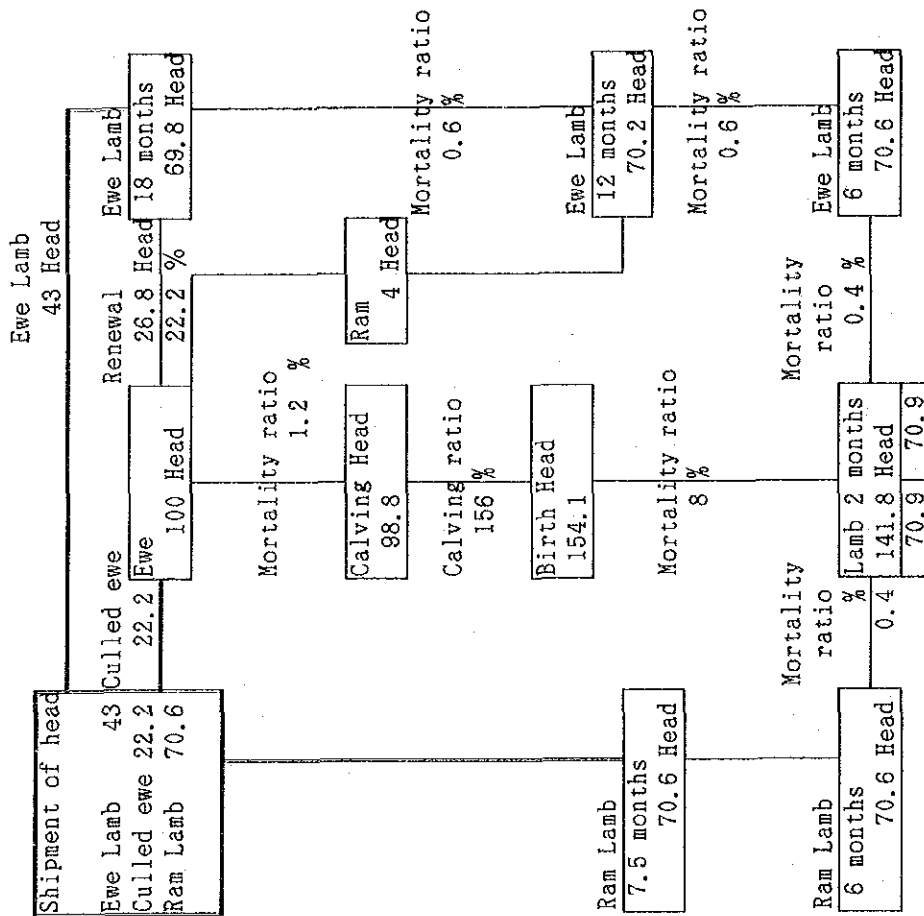 Ewe Lamb
43 Head
Shipment of head
Ewe Lamb 43
Culled ewe 22.2
Ram Lamb 70.6
Culled ewe
22.2
Ewe
100 Head
Renewal
26.8 Head
22.2 %
Ewe Lamb
18 months
69.8 Head
Mortality ratio
1.2 %
Mortality ratio
0.6 %
Calving Head
98.8
Ram
4 Head
Calving ratio
156 %
Birth Head
154.1
Ewe Lamb
12 months
70.2 Head
Ram Lamb
7.5 months
70.6 Head
Mortality ratio
8 %
Mortality ratio
0.6 %
Mortality
ratio
%
0.4
Mortality
ratio
0.4 %
Ram Lamb
6 months
70.6 Head
Lamb 2 months
141.8 Head
70.9 70.9
Ewe Lamb
6 months
70.6 Head